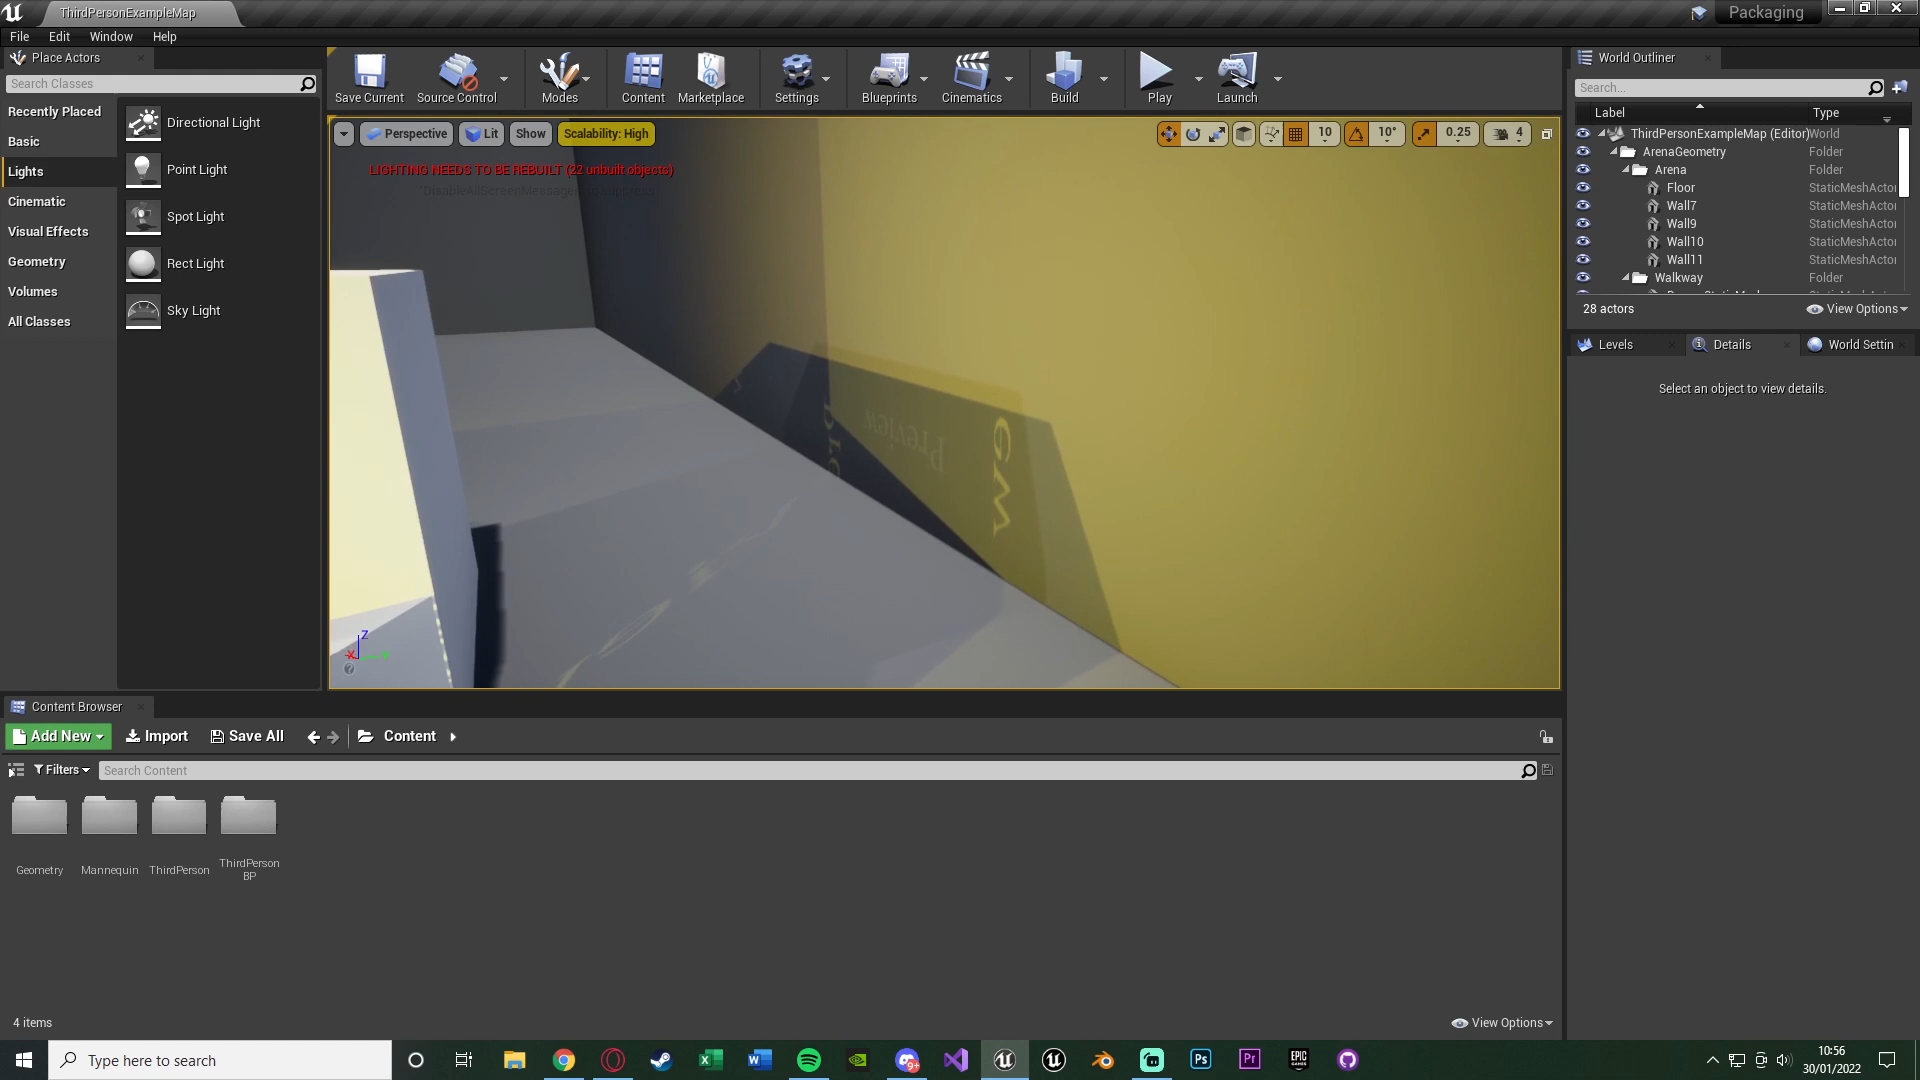 ThirdPersonExampleMap
Packaging
File Edit Window Help
Place Actors
Search Classes
Recently Placed
Basic
Lights
Cinematic
Visual Effects
Geometry
Volumes
All Classes
Directional Light
Point Light
Spot Light
Rect Light
Sky Light
Save Current
Source Control
Modes
Content
Marketplace
Settings
Blueprints
Cinematics
Build
Play
Launch
Perspective
Lit
Show
Scalability: High
10
10°
0.25
4
LIGHTING NEEDS TO BE REBUILT (22 unbuilt objects)
Preview
Z
X
World Outliner
Search...
Label Type
ThirdPersonExampleMap (Editor) World
ArenaGeometry Folder
Arena Folder
Floor StaticMeshActor
Wall7 StaticMeshActor
Wall9 StaticMeshActor
Wall10 StaticMeshActor
Wall11 StaticMeshActor
Walkway Folder
28 actors
View Options
Levels
Details
World Settin
Select an object to view details.
Content Browser
Add New
Import
Save All
Content
Filters
Search Content
Geometry
Mannequin
ThirdPerson
ThirdPerson
BP
4 items
View Options
Type here to search
9+
Ps
Pr
EPIC
GAMES
10:56
30/01/2022